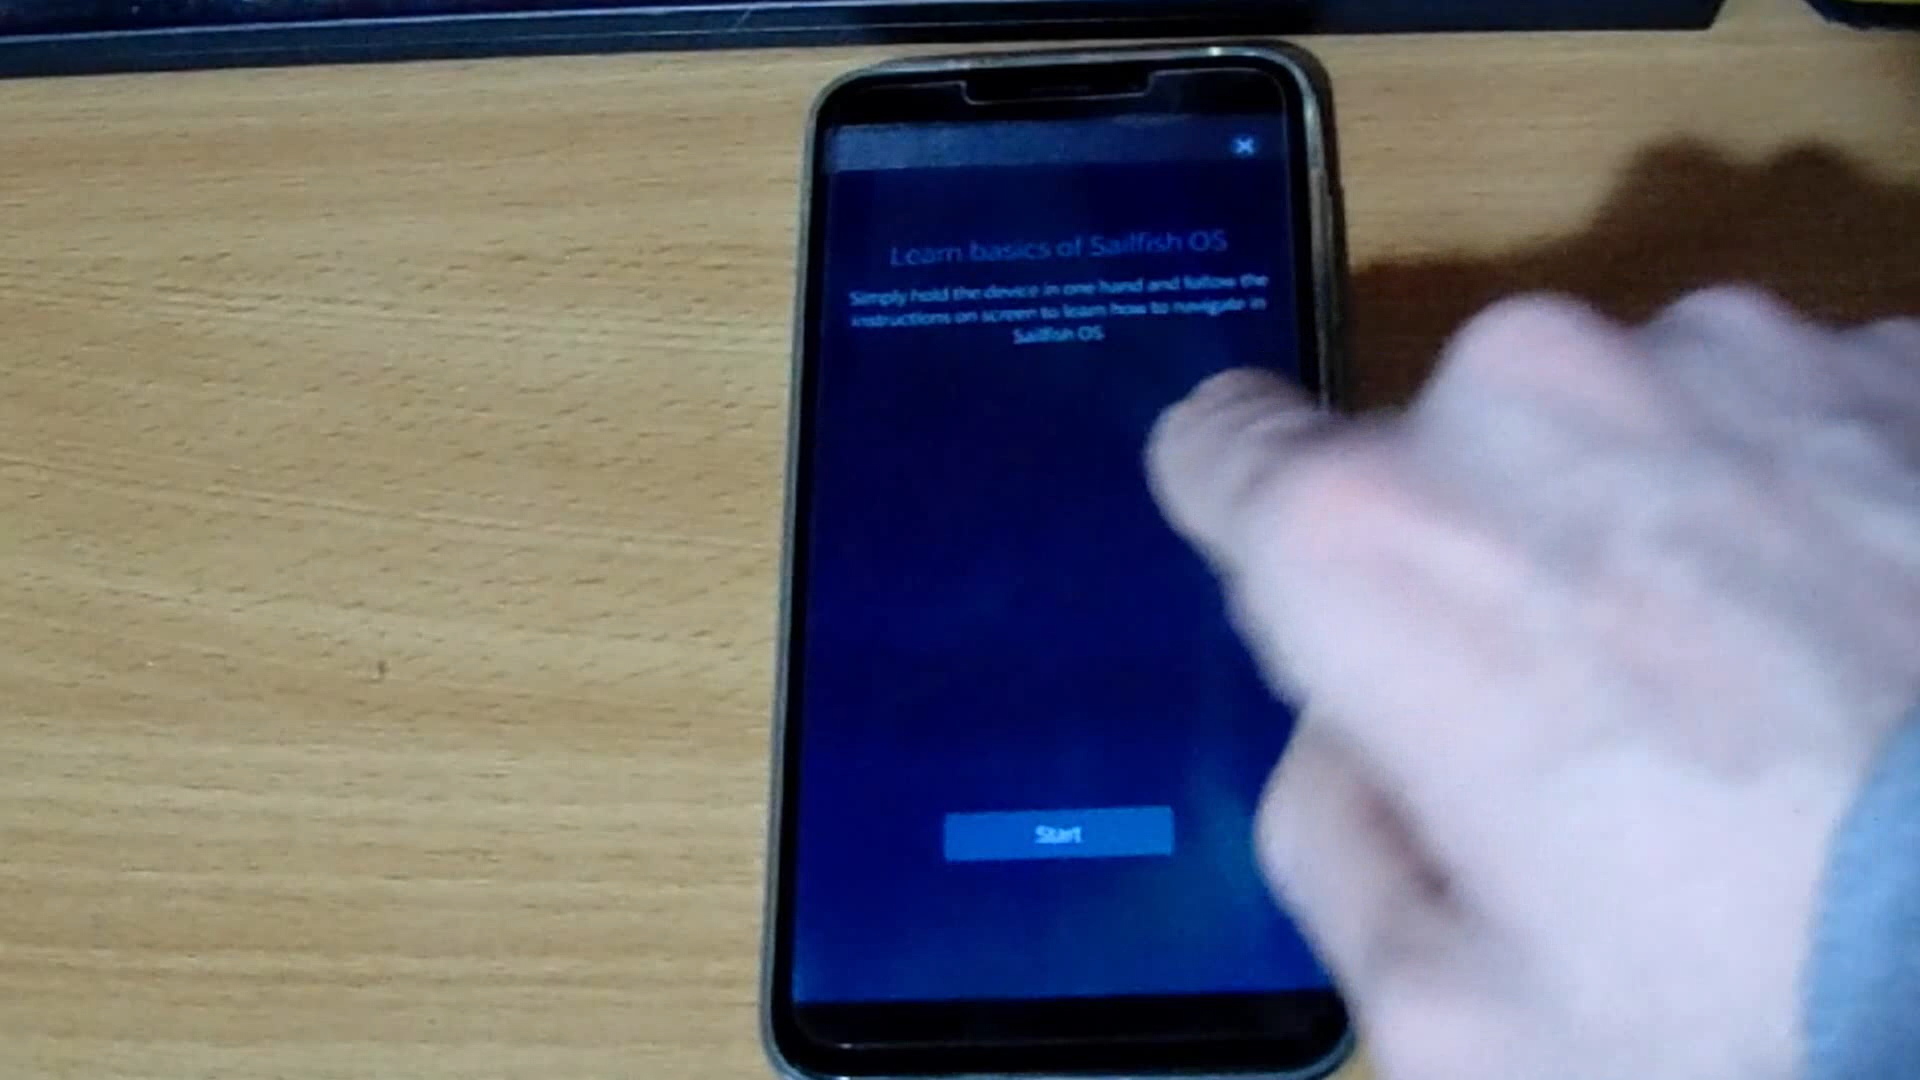 Learn basics of Sailfish OS
Simply hold the device in one hand and follow the
instructions on screen to learn how to navigate in
Sailfish OS
Start